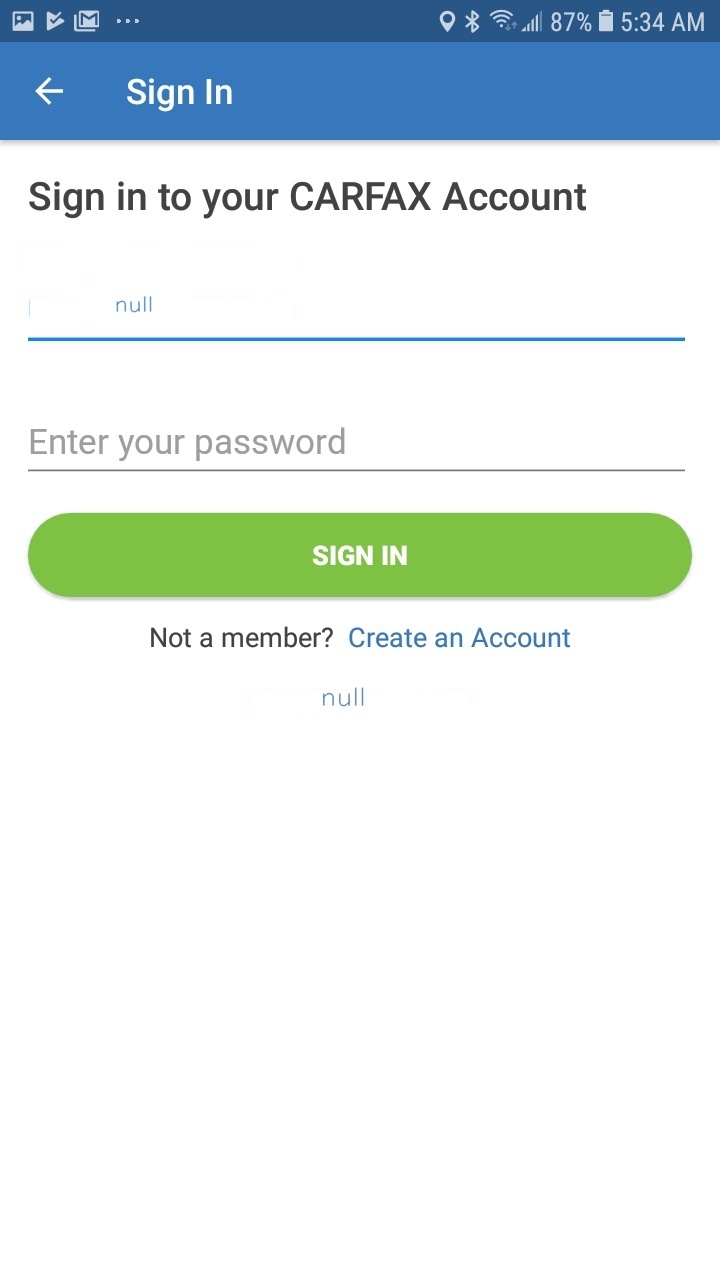 87% 5:34 AM
Sign In
Sign in to your CARFAX Account
null
Enter your password
SIGN IN
Not a member? Create an Account
null